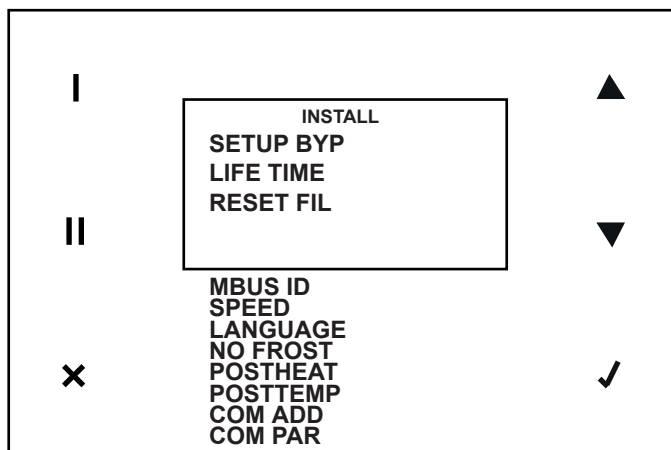 I
INSTALL
SETUP BYP
LIFE TIME
RESET FIL
II
MBUS ID
SPEED
LANGUAGE
NO FROST
POSTHEAT
POSTTEMP
COM ADD
COM PAR